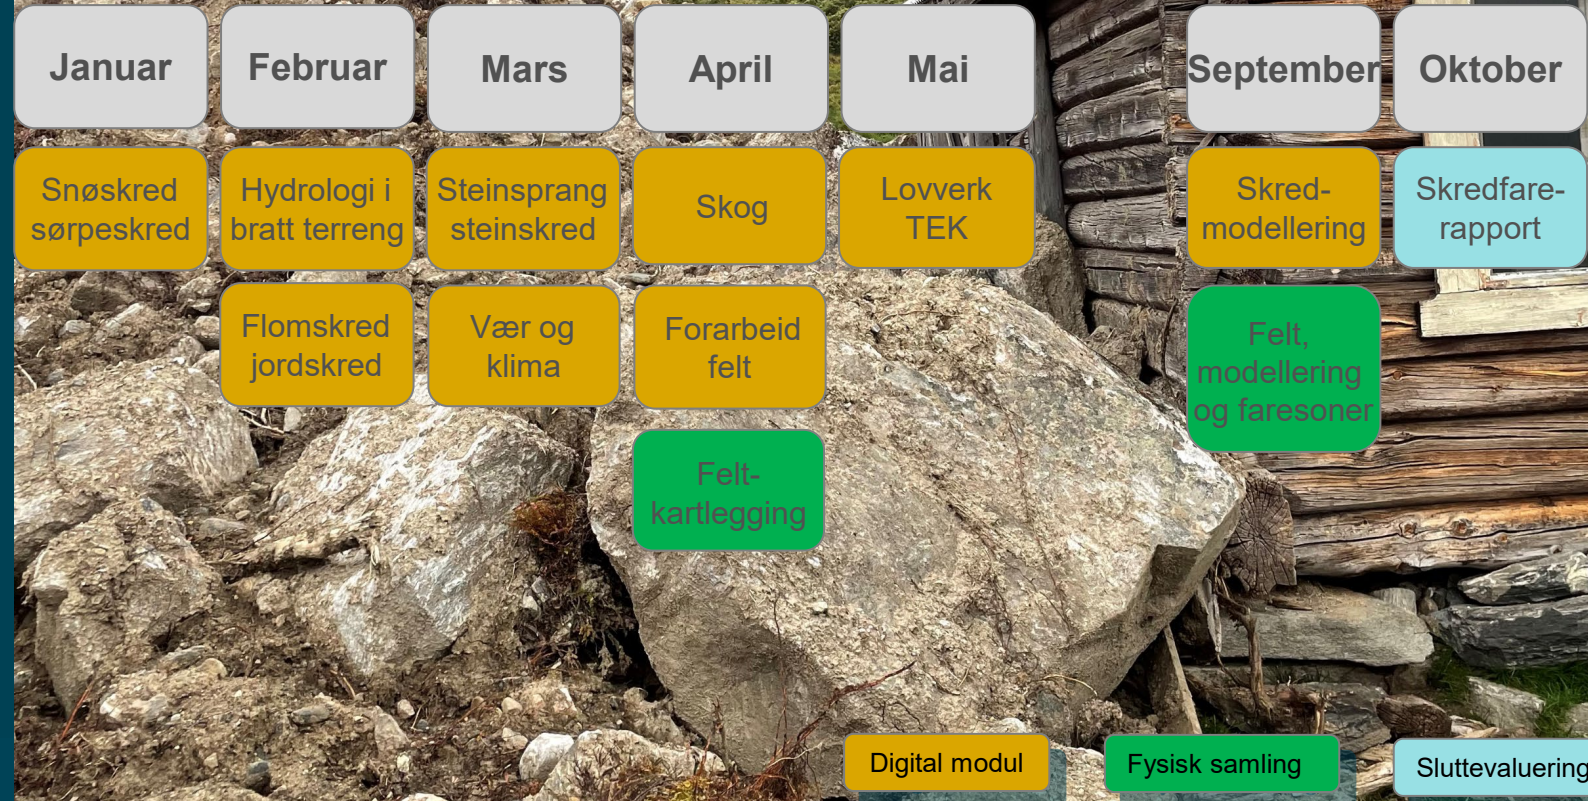 Januar
Februar
Mars
April
Mai
September
Oktober
Snøskred
sørpeskred
Hydrologi i
bratt terreng
Steinsprang
steinskred
Skog
Lovverk
TEK
Skred-
modellering
Skredfare-
rapport
Flomskred
jordskred
Vær og
klima
Forarbeid
felt
Felt,
modellering
og faresoner
Felt-
kartlegging
Digital modul
Fysisk samling
Sluttevaluering